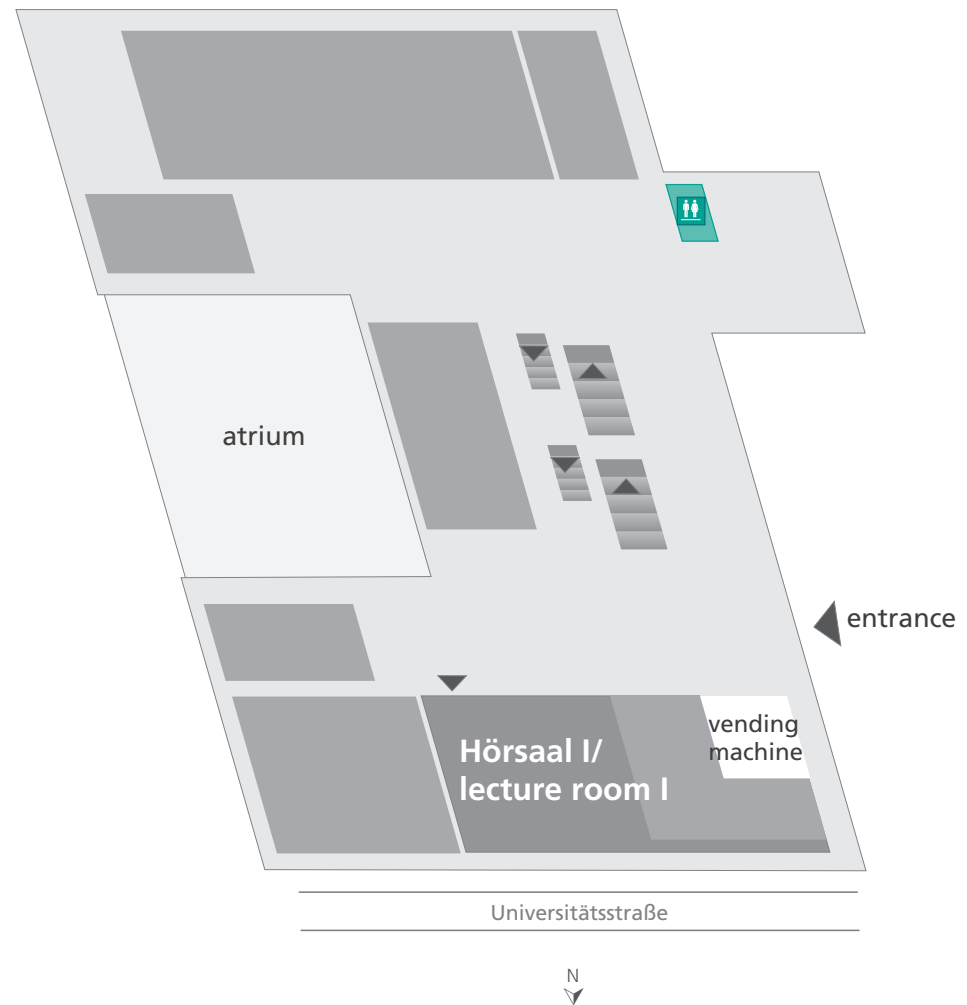 atrium
entrance
vending
machine
Hörsaal I/
lecture room I
Universitätsstraße
N